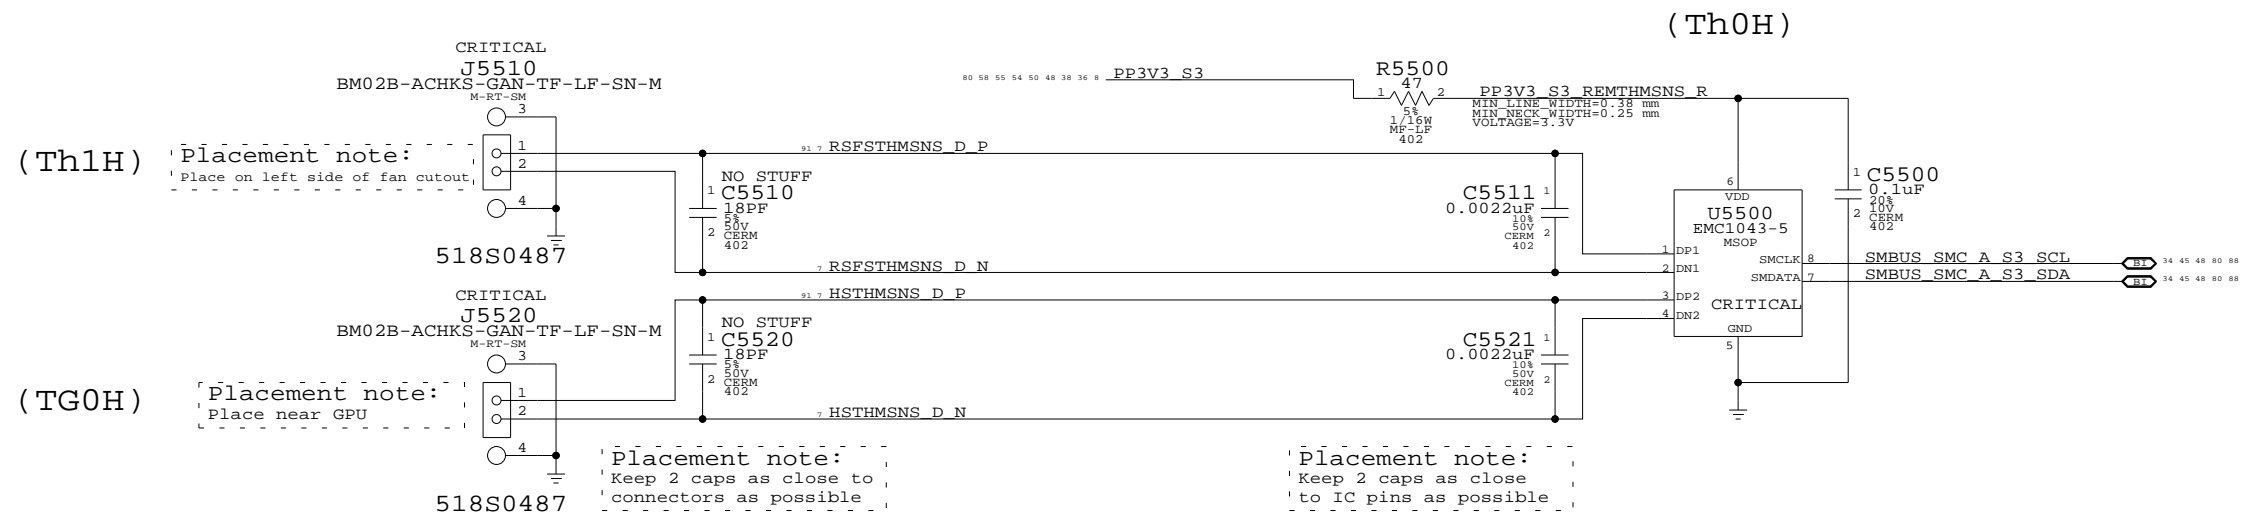 (Th0H)
CRITICAL
J5510
BM02B-ACHKS-GAN-TF-LF-SN-M
M-RT-SM
3
1
2
4
518S0487
(Th1H)
Placement note:
Place on left side of fan cutout
80 58 55 54 50 48 38 36 8 PP3V3_S3
R5500
47
1 2
5%
1/16W
MF-LF
402
PP3V3_S3_REMTHMSNS_R
MIN_LINE_WIDTH=0.38 mm
MIN_NECK_WIDTH=0.25 mm
VOLTAGE=3.3V
91 7 RSFSTHMSNS_D_P
NO STUFF
1 C5510
18PF
5%
50V
2 CERM
402
C5511 1
0.0022uF
10%
50V
CERM 2
402
7 RSFSTHMSNS_D_N
6
VDD
U5500
EMC1043-5
MSOP
1 DP1
2 DN1
3 DP2
4 DN2
SMCLK 8
SMDATA 7
CRITICAL
GND
5
1 C5500
0.1uF
20%
10V
2 CERM
402
SMBUS_SMC_A_S3_SCL BI 34 45 48 80 88
SMBUS_SMC_A_S3_SDA BI 34 45 48 80 88
CRITICAL
J5520
BM02B-ACHKS-GAN-TF-LF-SN-M
M-RT-SM
3
1
2
4
518S0487
(TG0H)
Placement note:
Place near GPU
91 7 HSTHMSNS_D_P
NO STUFF
1 C5520
18PF
5%
50V
2 CERM
402
C5521 1
0.0022uF
10%
50V
CERM 2
402
7 HSTHMSNS_D_N
Placement note:
Keep 2 caps as close to
connectors as possible
Placement note:
Keep 2 caps as close
to IC pins as possible